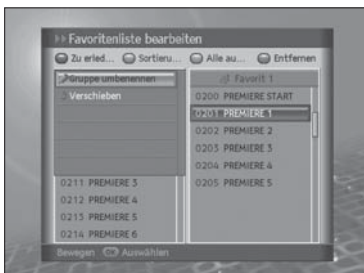 Favoritenliste bearbeiten
Zu erled... Sortieru... Alle au... Entfernen
Gruppe umbenennen
Verschieben
0211 PREMIERE 3
0212 PREMIERE 4
0213 PREMIERE 5
0214 PREMIERE 6
Favorit 1
0200 PREMIERE START
0201 PREMIERE 1
0202 PREMIERE 2
0203 PREMIERE 3
0204 PREMIERE 4
0205 PREMIERE 5
Bewegen OK Auswählen